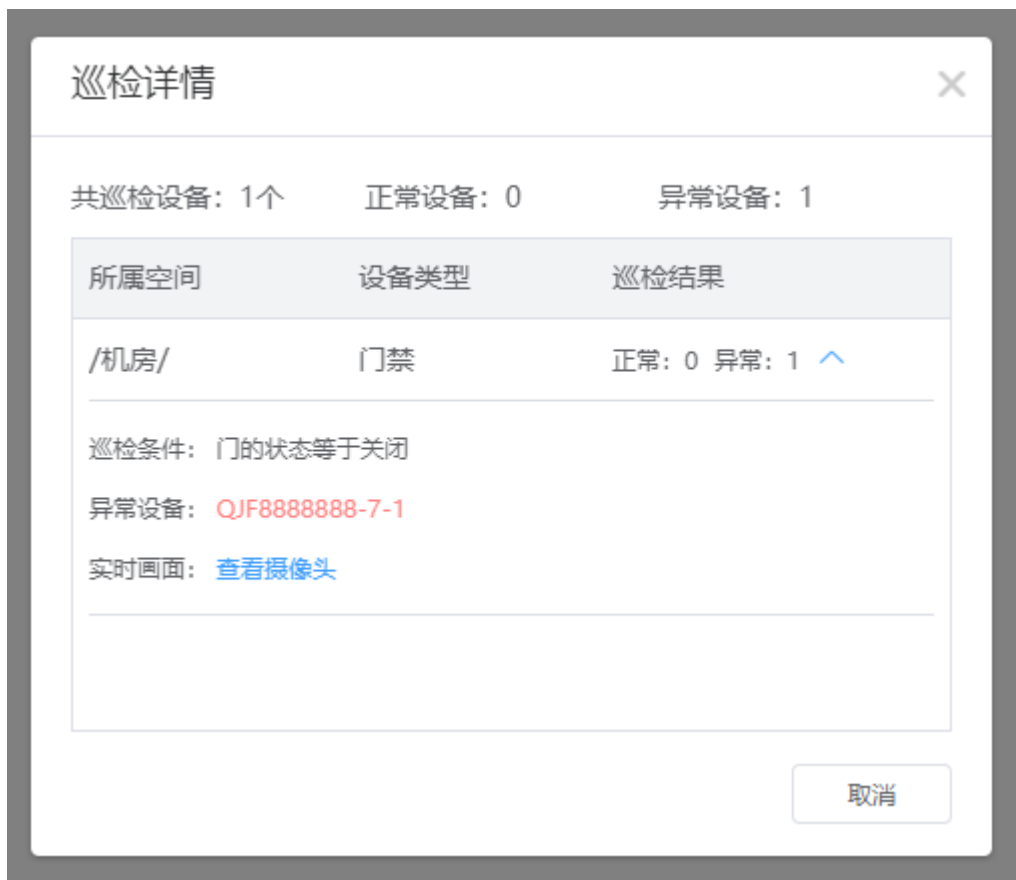 巡检详情
共巡检设备：1个 正常设备：0 异常设备：1
所属空间 设备类型 巡检结果
/机房/ 门禁 正常：0 异常：1
巡检条件： 门的状态等于关闭
异常设备： QJF8888888-7-1
实时画面： 查看摄像头
取消